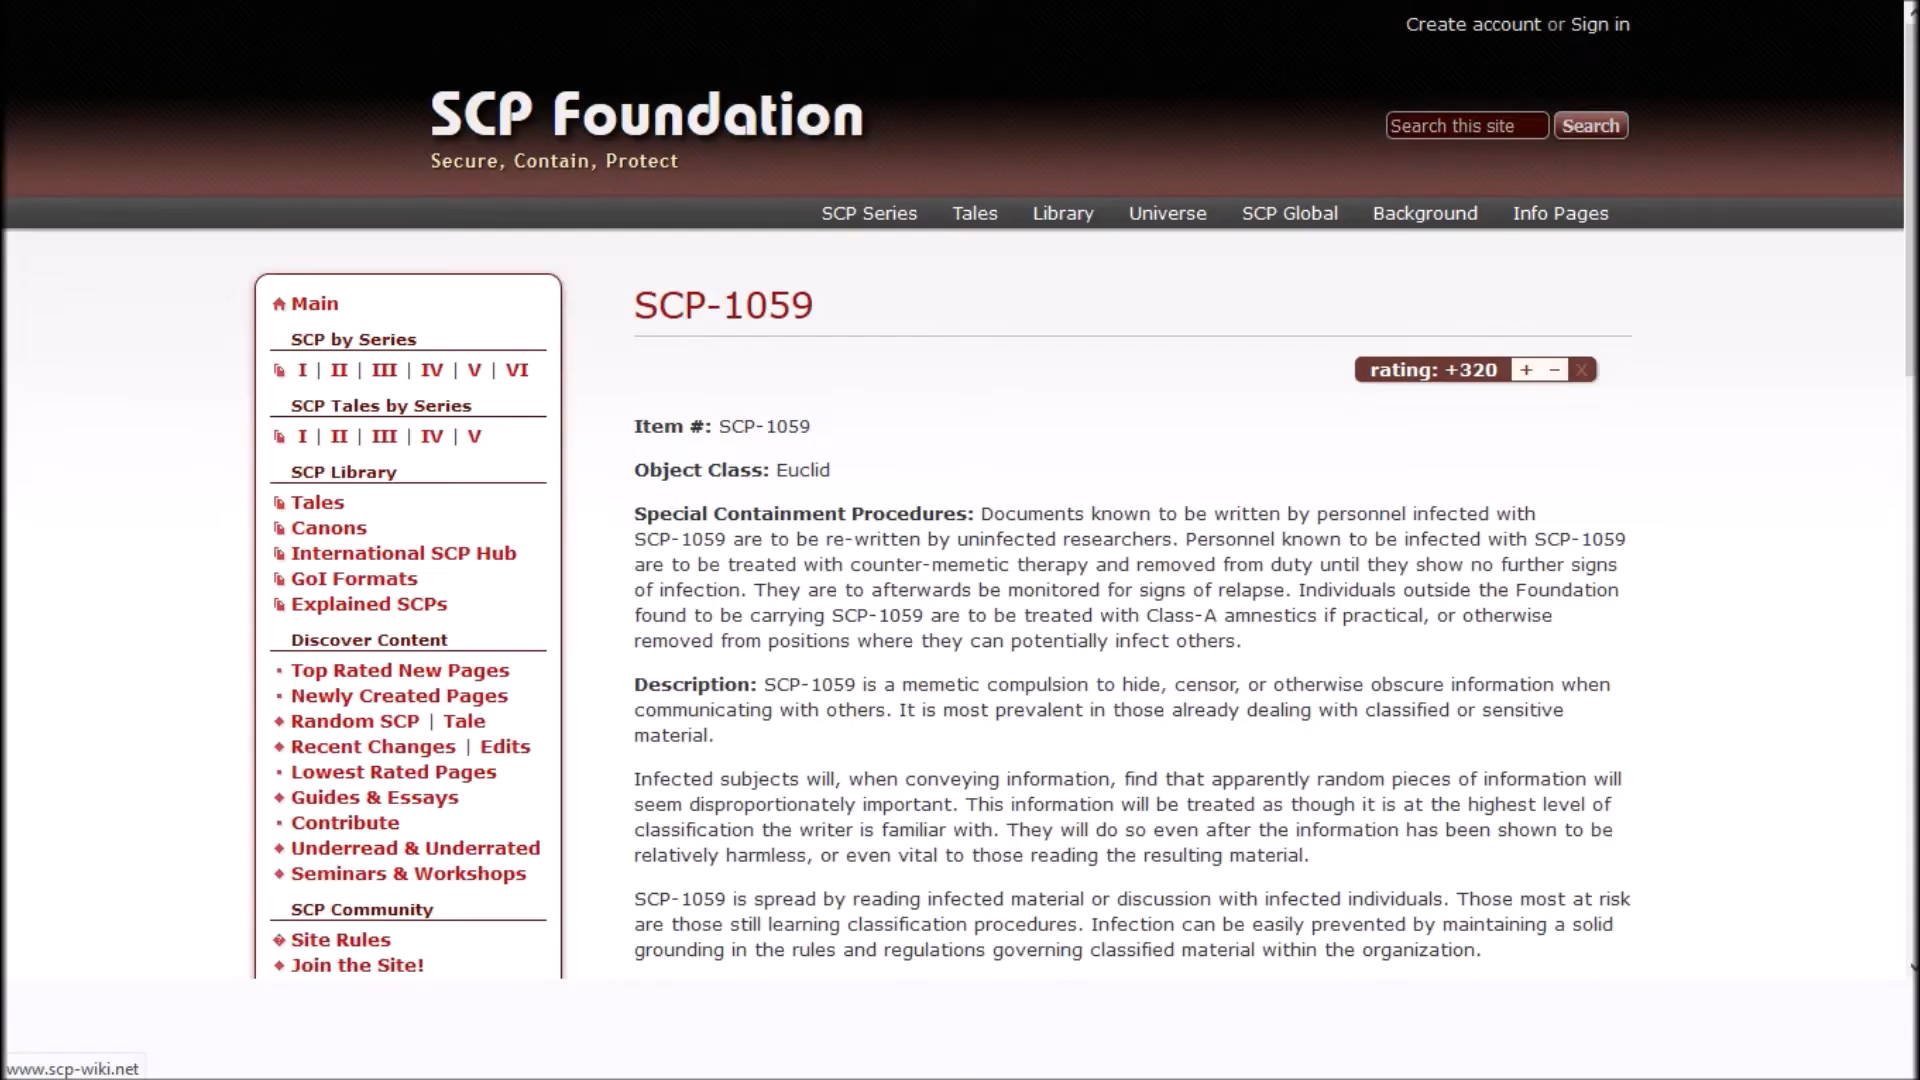 Create account or Sign in
SCP Foundation
Secure, Contain, Protect
Search this site Search
SCP Series Tales Library Universe SCP Global Background Info Pages
Main
SCP by Series
I | II | III | IV | V | VI
SCP Tales by Series
I | II | III | IV | V
SCP Library
Tales
Canons
International SCP Hub
GoI Formats
Explained SCPs
Discover Content
Top Rated New Pages
Newly Created Pages
Random SCP | Tale
Recent Changes | Edits
Lowest Rated Pages
Guides & Essays
Contribute
Underread & Underrated
Seminars & Workshops
SCP Community
Site Rules
Join the Site!
SCP-1059
rating: +320 + – X
Item #: SCP-1059
Object Class: Euclid
Special Containment Procedures: Documents known to be written by personnel infected with
SCP-1059 are to be re-written by uninfected researchers. Personnel known to be infected with SCP-1059
are to be treated with counter-memetic therapy and removed from duty until they show no further signs
of infection. They are to afterwards be monitored for signs of relapse. Individuals outside the Foundation
found to be carrying SCP-1059 are to be treated with Class-A amnestics if practical, or otherwise
removed from positions where they can potentially infect others.
Description: SCP-1059 is a memetic compulsion to hide, censor, or otherwise obscure information when
communicating with others. It is most prevalent in those already dealing with classified or sensitive
material.
Infected subjects will, when conveying information, find that apparently random pieces of information will
seem disproportionately important. This information will be treated as though it is at the highest level of
classification the writer is familiar with. They will do so even after the information has been shown to be
relatively harmless, or even vital to those reading the resulting material.
SCP-1059 is spread by reading infected material or discussion with infected individuals. Those most at risk
are those still learning classification procedures. Infection can be easily prevented by maintaining a solid
grounding in the rules and regulations governing classified material within the organization.
www.scp-wiki.net